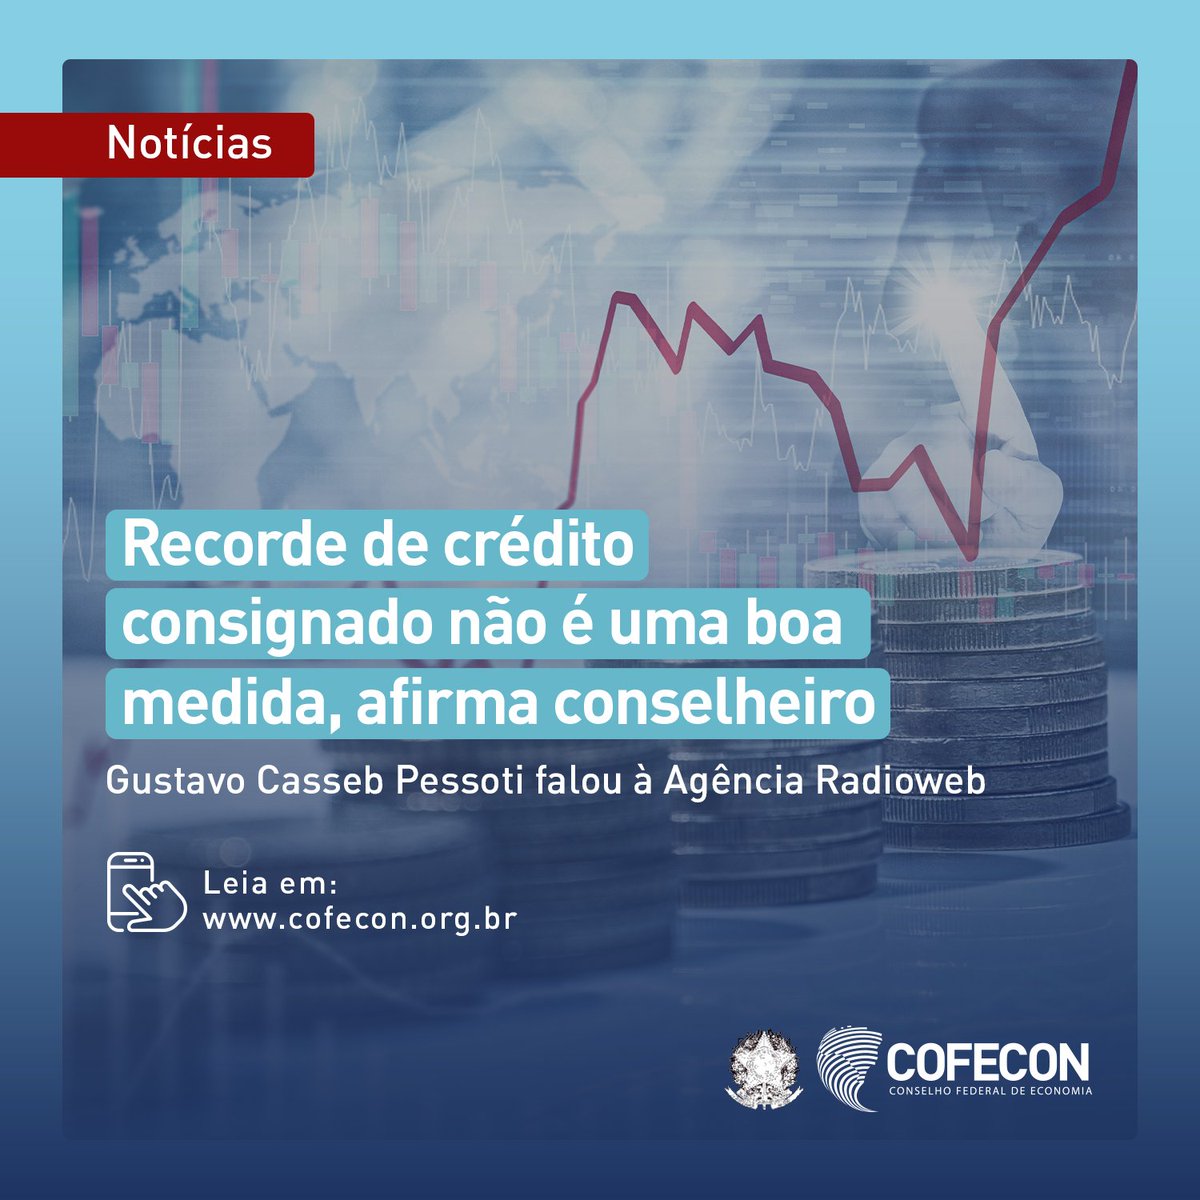 Notícias
Recorde de crédito
consignado não é uma boa
medida, afirma conselheiro
Gustavo Casseb Pessoti falou à Agência Radioweb
Leia em:
www.cofecon.org.br
COFECON
CONSELHO FEDERAL DE ECONOMIA